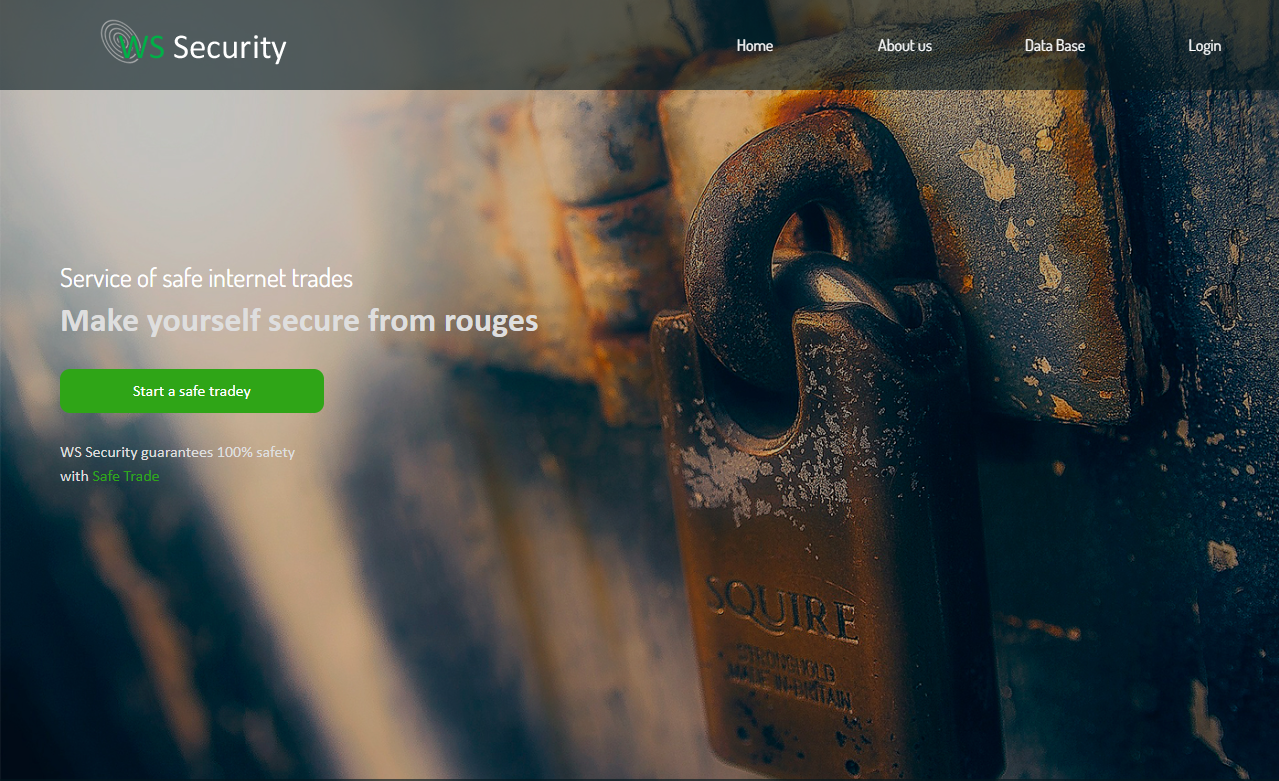 WS Security
Home About us Data Base Login
Service of safe internet trades
Make yourself secure from rouges
Start a safe tradey
WS Security guarantees 100% safety
with Safe Trade
SQUIRE
STRONGHOLD
MADE IN BRITAIN